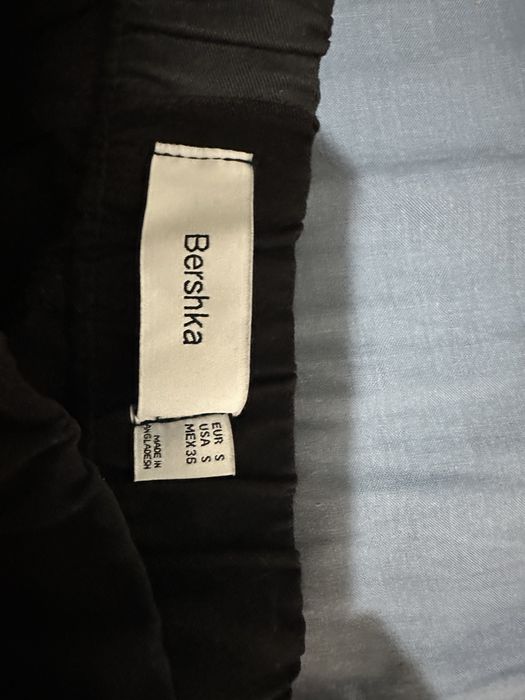 Bershka
EUR S
USA S
MEX 36
MADE IN
BANGLADESH